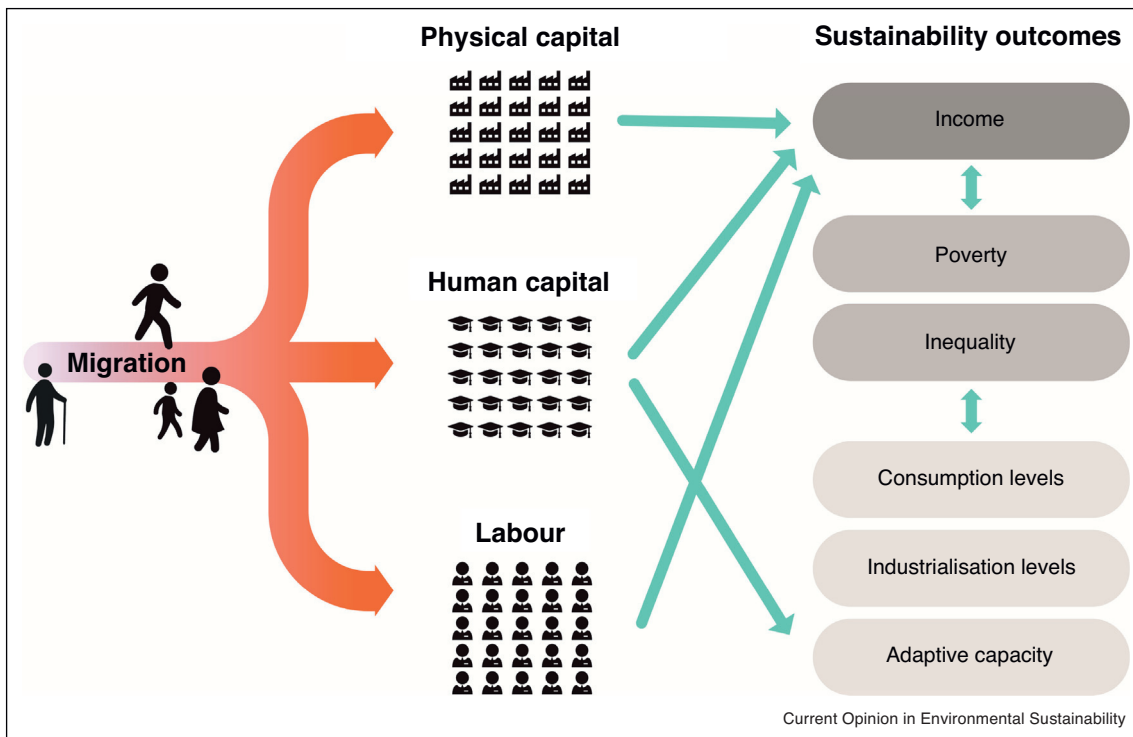 Physical capital
Sustainability outcomes
Income
Poverty
Human capital
Inequality
Migration
Consumption levels
Labour
Industrialisation levels
Adaptive capacity
Current Opinion in Environmental Sustainability